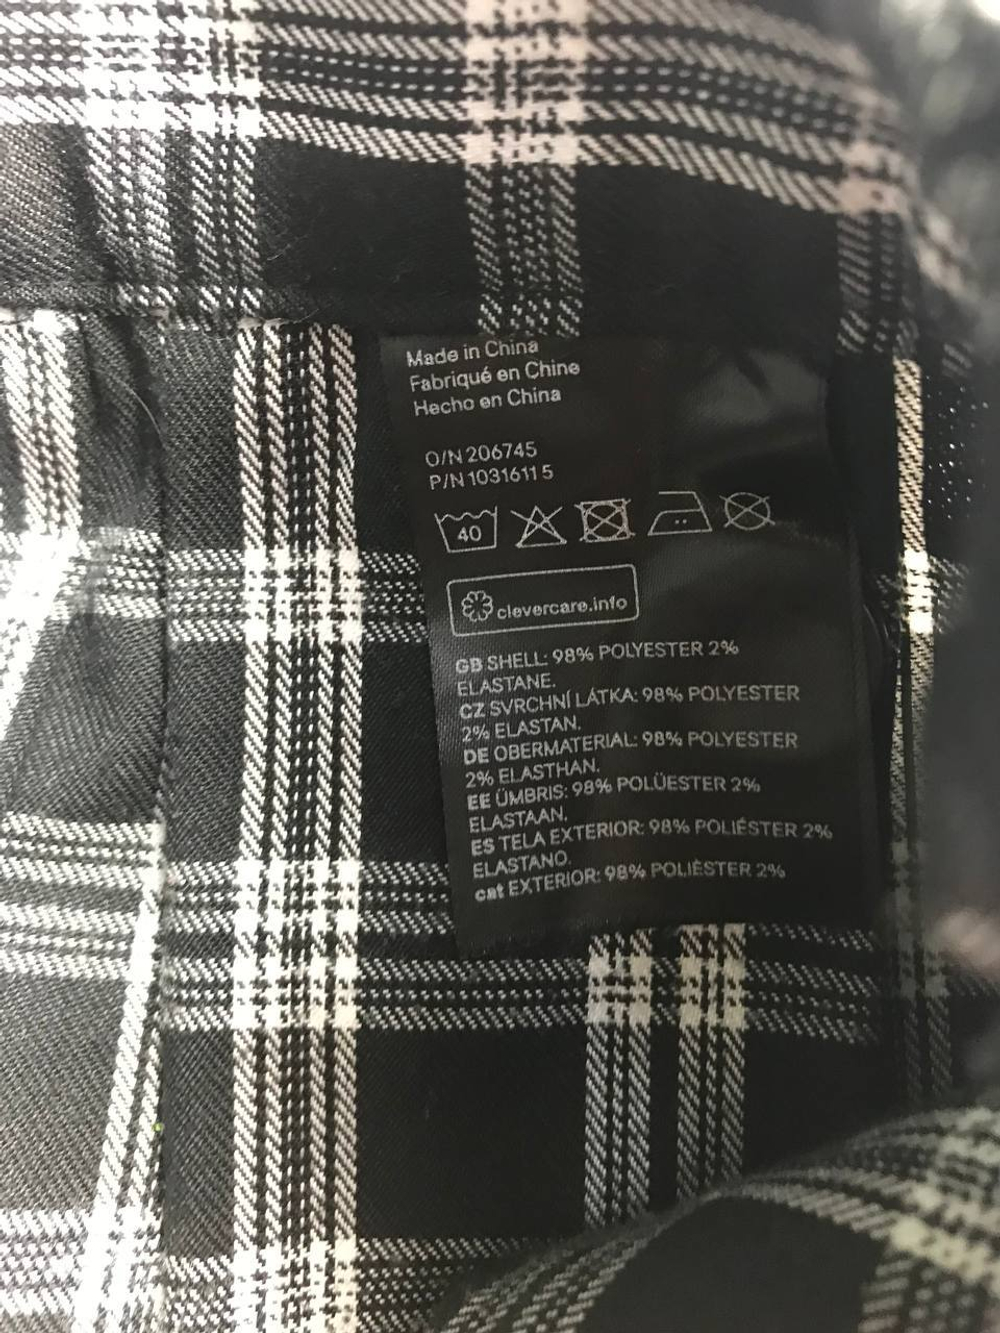 Made in China
Fabriqué en Chine
Hecho en China
O/N 206745
P/N 10316115
40
clevercare.info
GB SHELL: 98% POLYESTER 2%
ELASTANE.
CZ SVRCHNÍ LÁTKA: 98% POLYESTER
2% ELASTAN.
DE OBERMATERIAL: 98% POLYESTER
2% ELASTHAN.
EE ÜMBRIS: 98% POLÜESTER 2%
ELASTAAN.
ES TELA EXTERIOR: 98% POLIÉSTER 2%
ELASTANO.
cat EXTERIOR: 98% POLIÈSTER 2%